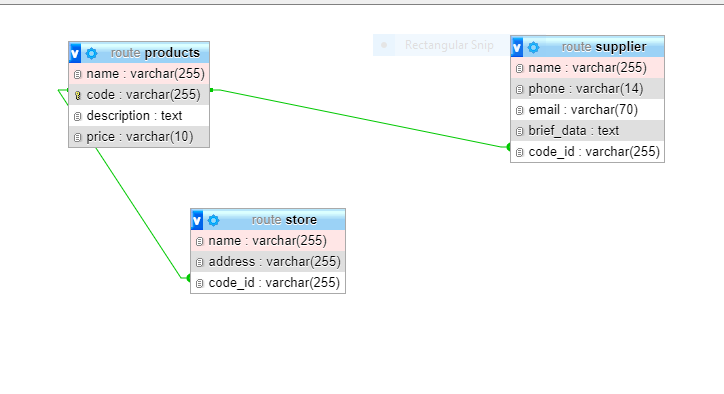 route products
name : varchar(255)
code : varchar(255)
description : text
price : varchar(10)
Rectangular Snip
v route supplier
name : varchar(255)
phone : varchar(14)
email : varchar(70)
brief_data : text
code_id : varchar(255)
v route store
name : varchar(255)
address : varchar(255)
code_id : varchar(255)